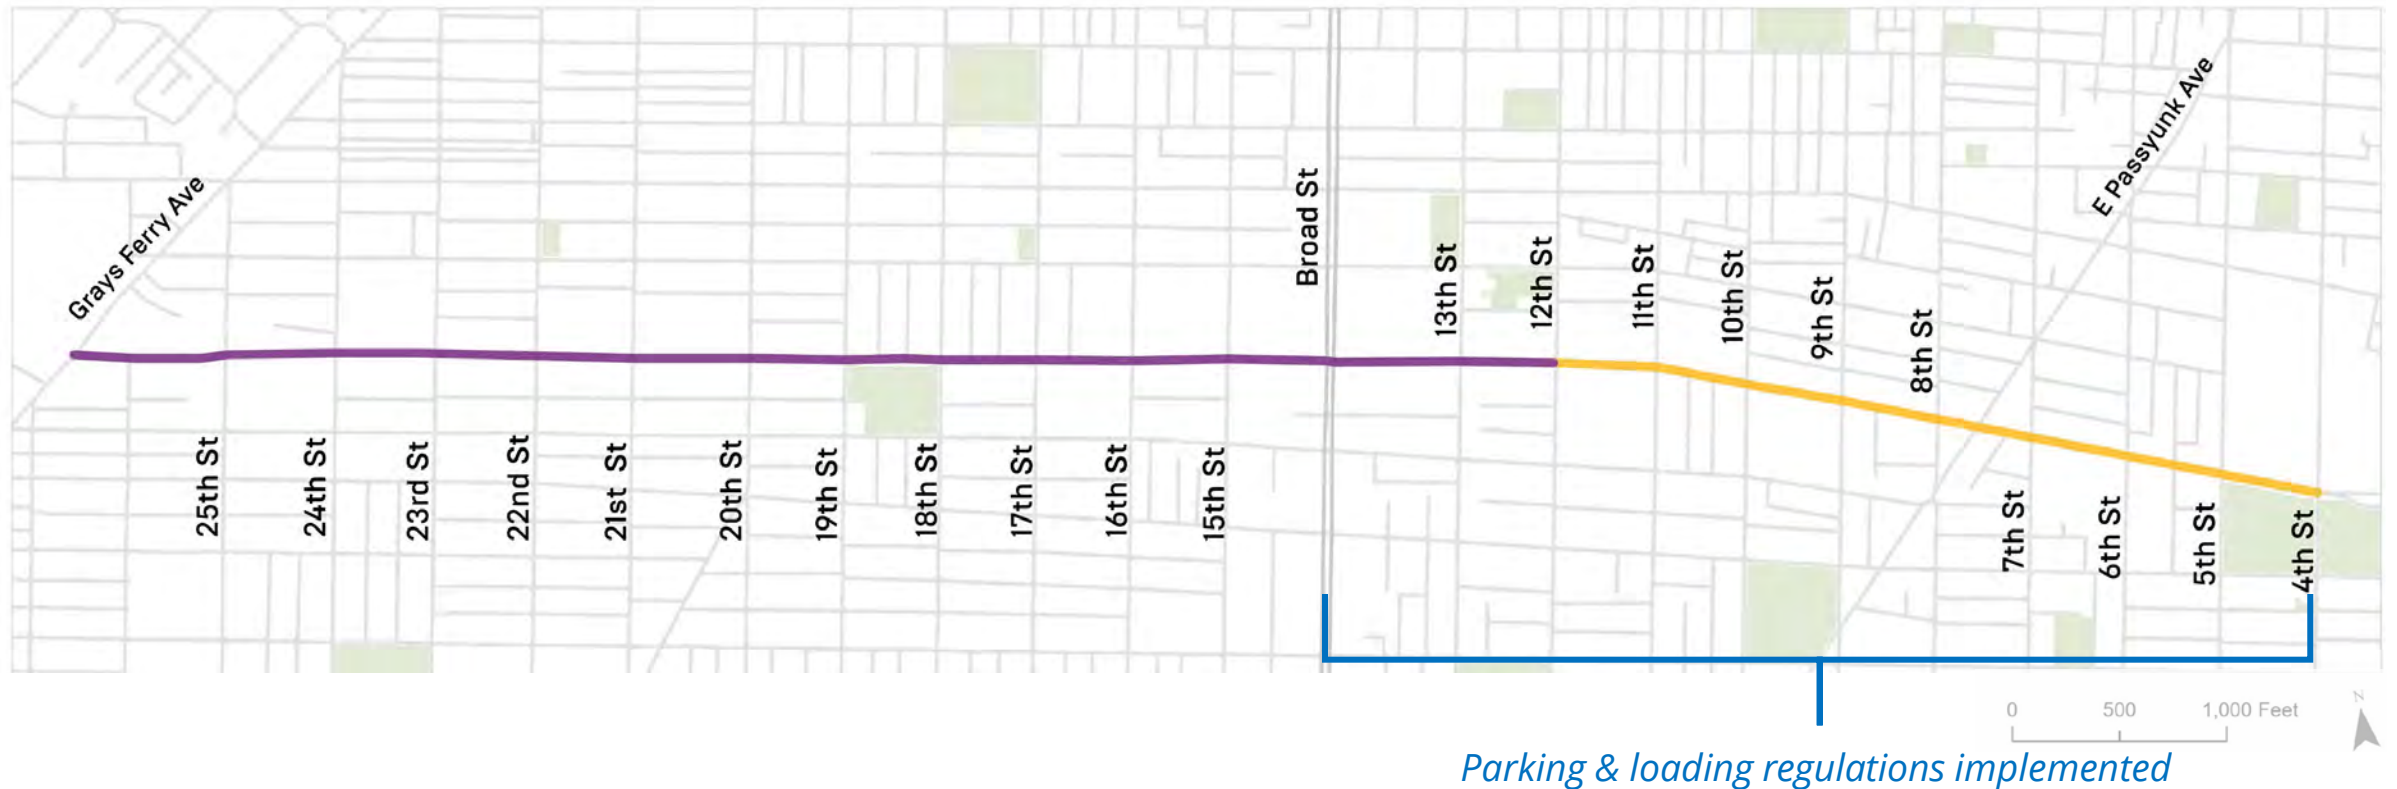 Grays Ferry Ave
25th St
24th St
23rd St
22nd St
21st St
20th St
19th St
18th St
17th St
16th St
15th St
Broad St
13th St
12th St
11th St
10th St
9th St
8th St
E Passyunk Ave
7th St
6th St
5th St
4th St
N
0 500 1,000 Feet
Parking & loading regulations implemented